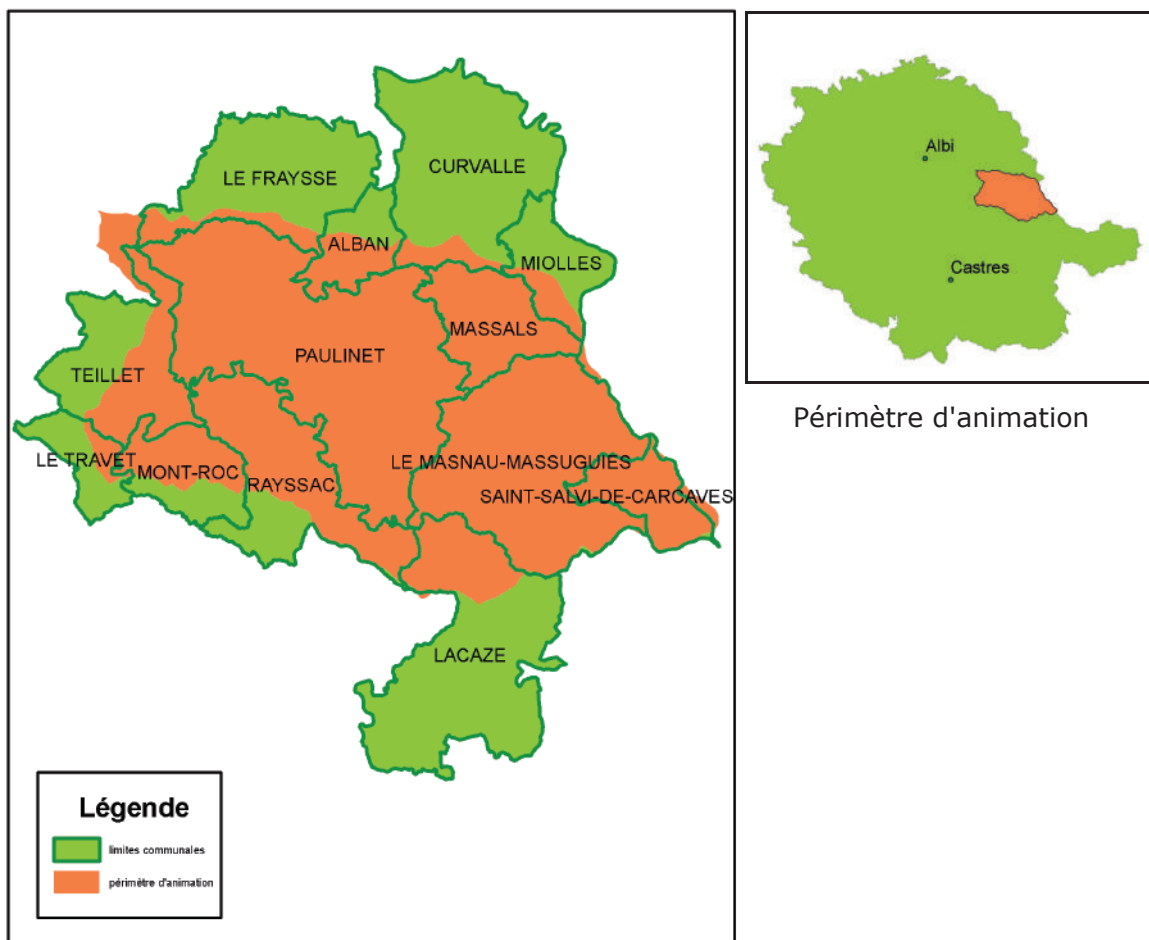 CURVALLE
LE FRAYSSE
ALBAN
MIOLLES
MASSALS
PAULINET
TEILLET
LE TRAVET
MONT-ROC
RAYSSAC
LE MASNAU-MASSUGUIES
SAINT-SALVI-DE-CARCAVES
LACAZE
Légende
limites communales
périmètre d'animation
Albi
Castres
Périmètre d'animation